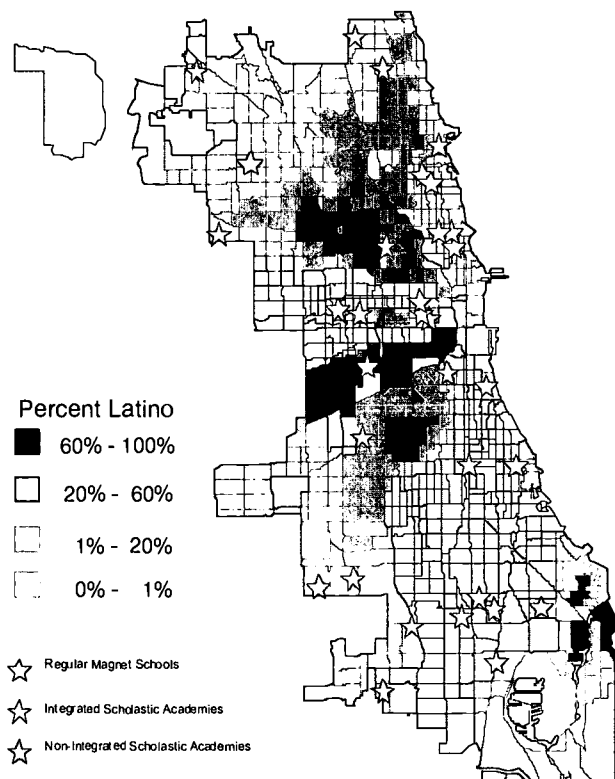 Percent Latino
60% - 100%
20% - 60%
1% - 20%
0% - 1%
Regular Magnet Schools
Integrated Scholastic Academies
Non-Integrated Scholastic Academies